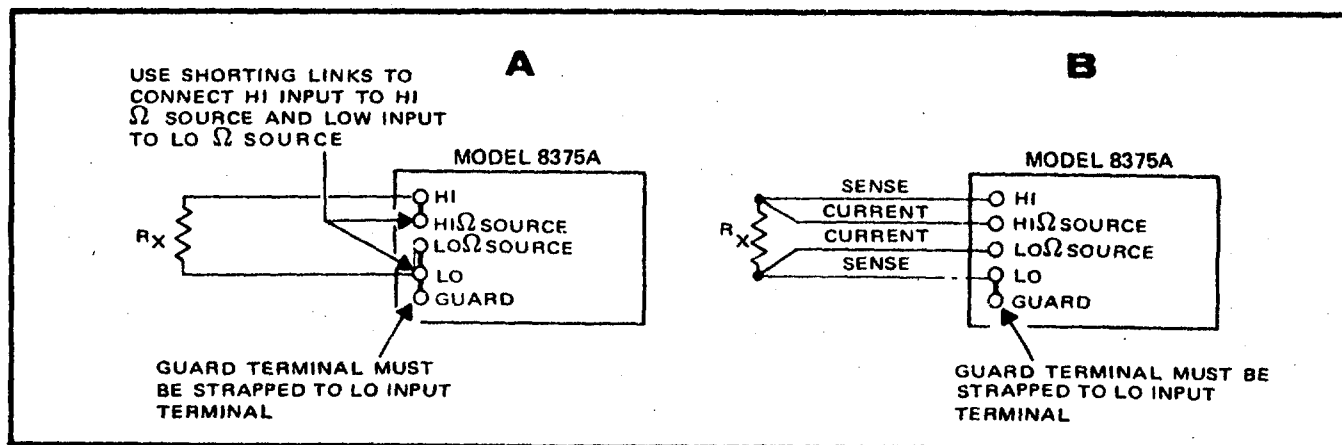 A
USE SHORTING LINKS TO
CONNECT HI INPUT TO HI
Ω SOURCE AND LOW INPUT
TO LO Ω SOURCE
MODEL 8375A
HI
HIΩSOURCE
LOΩSOURCE
LO
GUARD
RX
GUARD TERMINAL MUST
BE STRAPPED TO LO INPUT
TERMINAL
B
MODEL 8375A
SENSE
HI
CURRENT
HIΩSOURCE
RX
CURRENT
LOΩSOURCE
SENSE
LO
GUARD
GUARD TERMINAL MUST BE
STRAPPED TO LO INPUT
TERMINAL